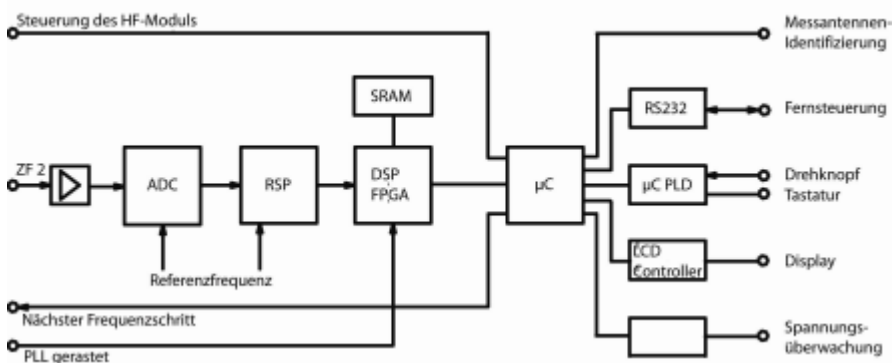 Steuerung des HF-Moduls
Messantennen-
Identifizierung
SRAM
RS232
Fernsteuerung
ZF 2
ADC
RSP
DSP
FPGA
µC
µC PLD
Drehknopf
Tastatur
Referenzfrequenz
LCD
Controller
Display
Nächster Frequenzschritt
PLL gerastet
Spannungs-
überwachung